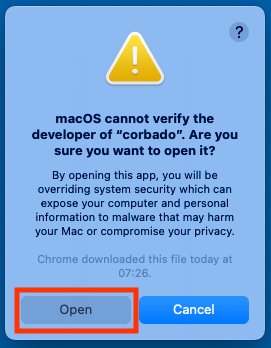 ?
macOS cannot verify the
developer of “corbado”. Are you
sure you want to open it?
By opening this app, you will be
overriding system security which can
expose your computer and personal
information to malware that may harm
your Mac or compromise your privacy.
Chrome downloaded this file today at
07:26.
Open Cancel